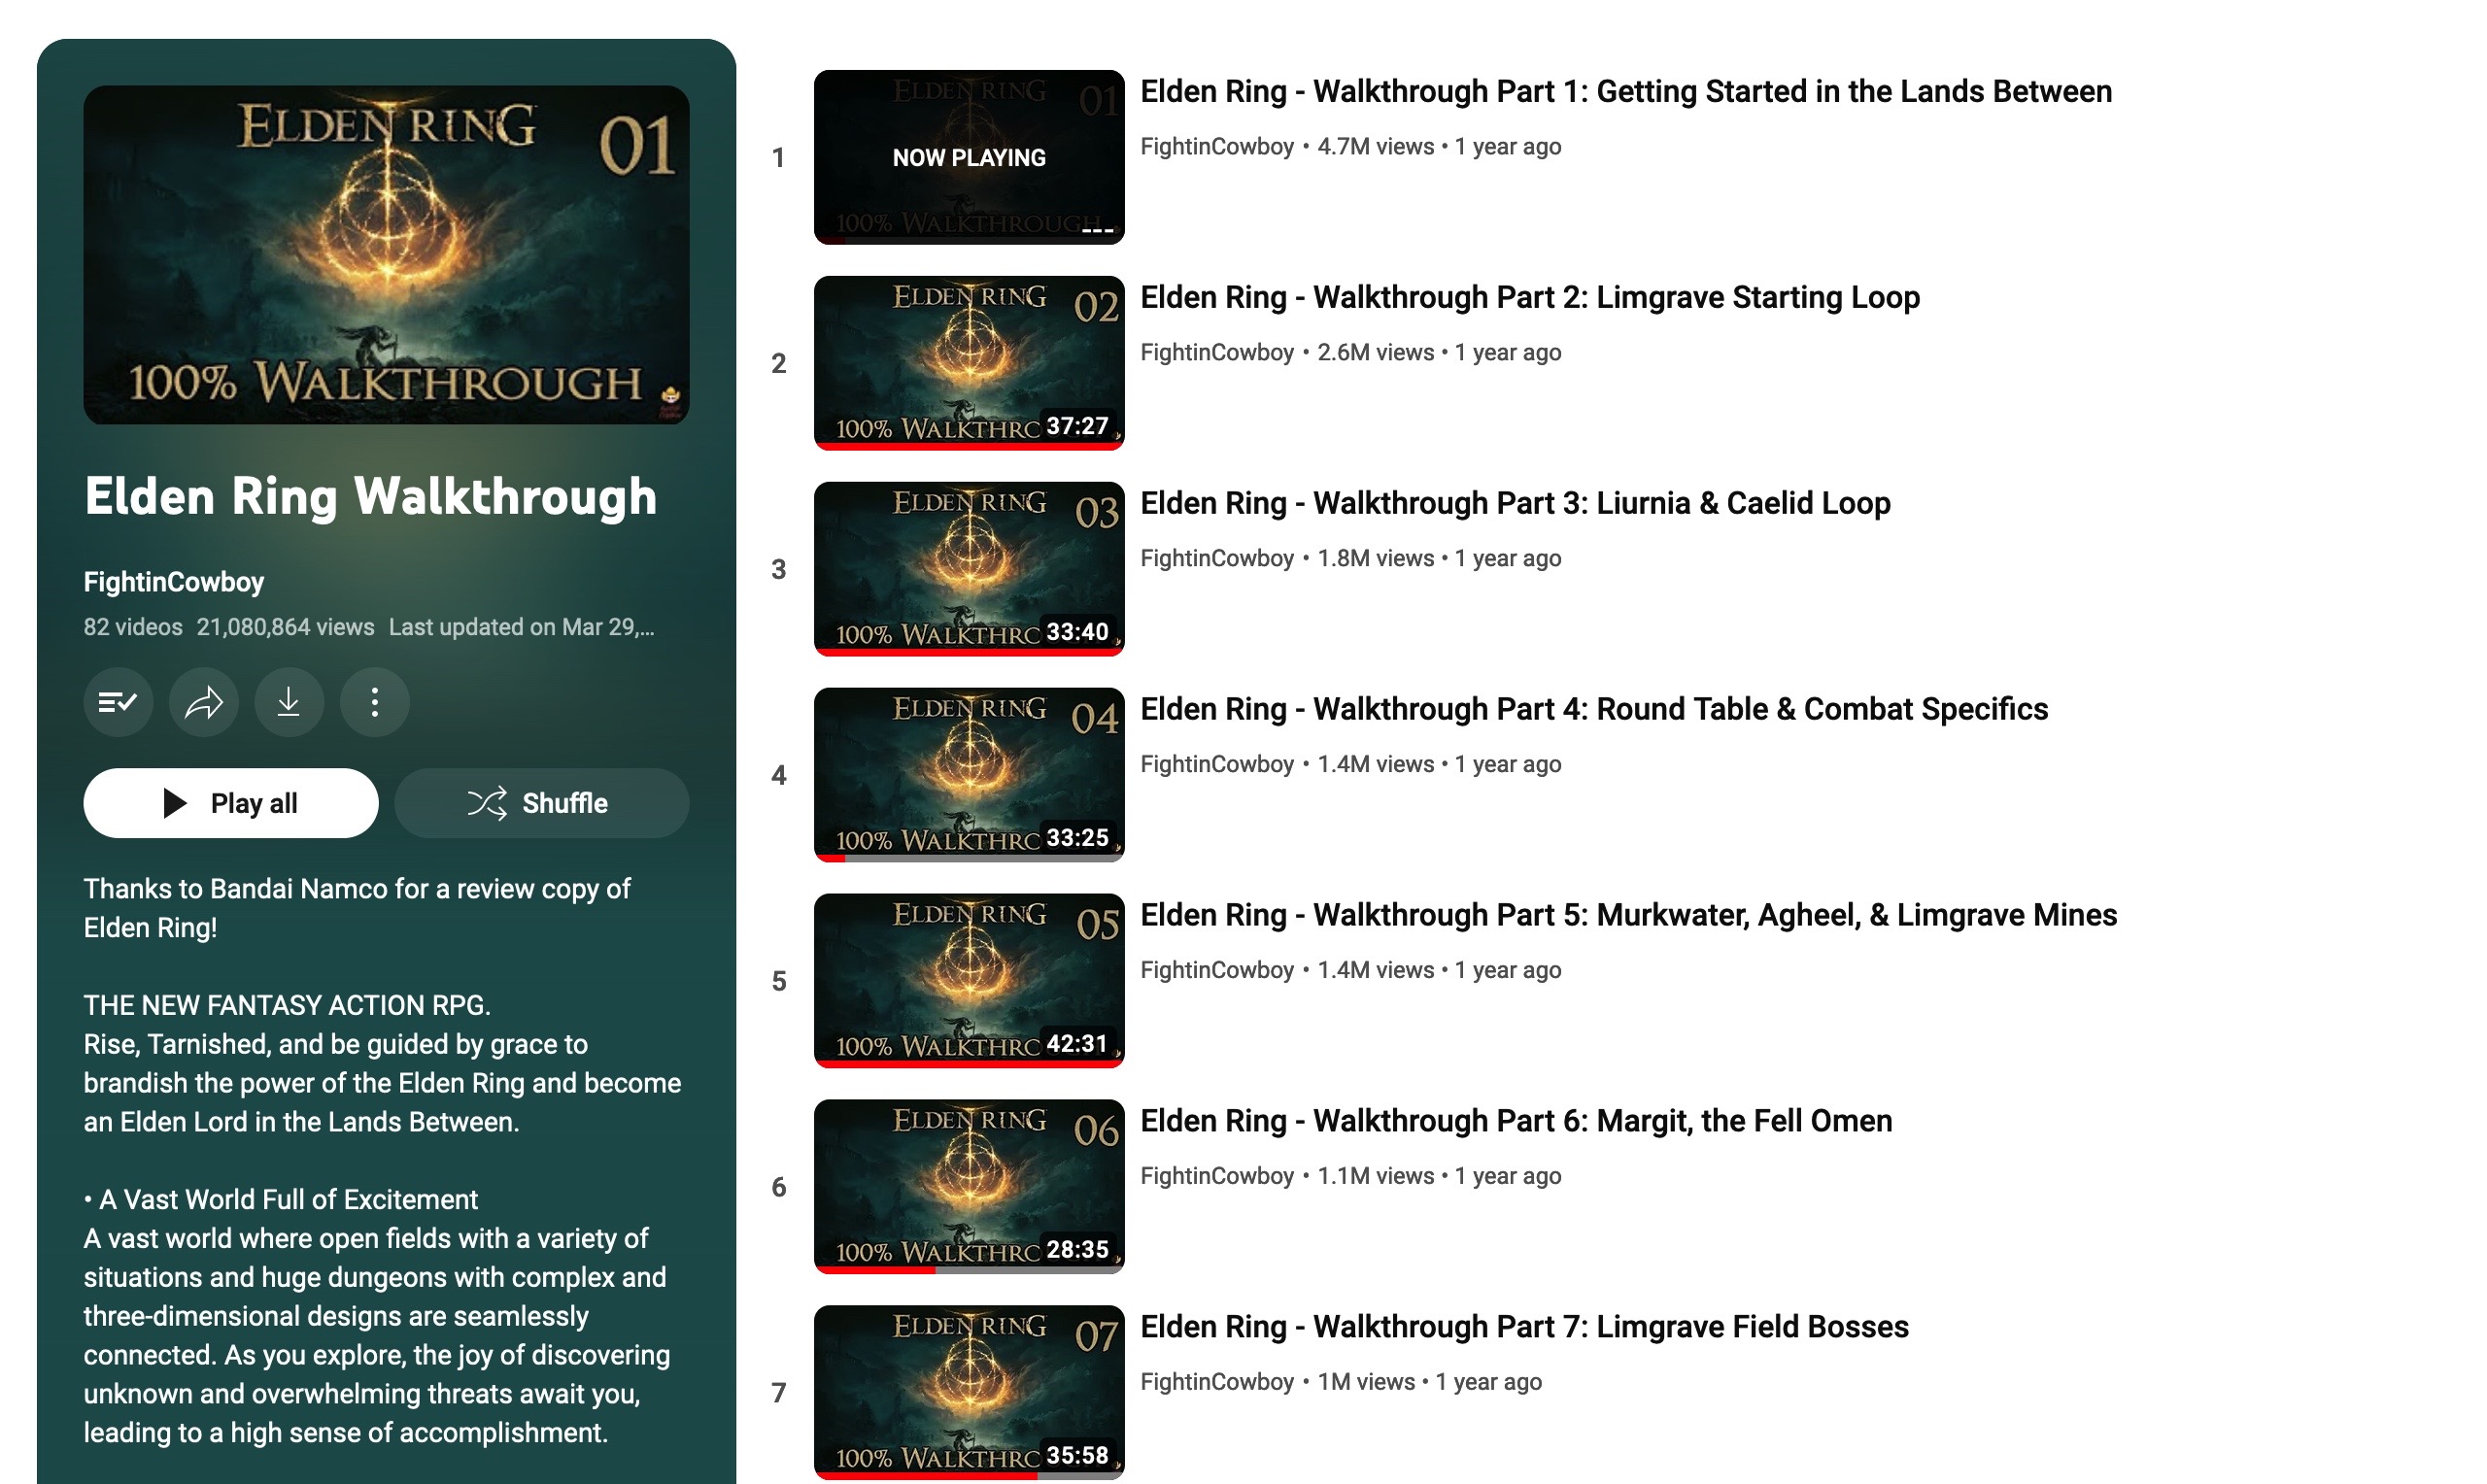 ELDEN RING
01
100% WALKTHROUGH
Elden Ring Walkthrough
FightinCowboy
82 videos 21,080,864 views Last updated on Mar 29,...
Play all
Shuffle
Thanks to Bandai Namco for a review copy of
Elden Ring!
THE NEW FANTASY ACTION RPG.
Rise, Tarnished, and be guided by grace to
brandish the power of the Elden Ring and become
an Elden Lord in the Lands Between.
• A Vast World Full of Excitement
A vast world where open fields with a variety of
situations and huge dungeons with complex and
three-dimensional designs are seamlessly
connected. As you explore, the joy of discovering
unknown and overwhelming threats await you,
leading to a high sense of accomplishment.
1
ELDEN RING
01
NOW PLAYING
100% WALKTHROUGH
Elden Ring - Walkthrough Part 1: Getting Started in the Lands Between
FightinCowboy • 4.7M views • 1 year ago
2
ELDEN RING
02
100% WALKTHRO
37:27
Elden Ring - Walkthrough Part 2: Limgrave Starting Loop
FightinCowboy • 2.6M views • 1 year ago
3
ELDEN RING
03
100% WALKTHRO
33:40
Elden Ring - Walkthrough Part 3: Liurnia & Caelid Loop
FightinCowboy • 1.8M views • 1 year ago
4
ELDEN RING
04
100% WALKTHRO
33:25
Elden Ring - Walkthrough Part 4: Round Table & Combat Specifics
FightinCowboy • 1.4M views • 1 year ago
5
ELDEN RING
05
100% WALKTHRO
42:31
Elden Ring - Walkthrough Part 5: Murkwater, Agheel, & Limgrave Mines
FightinCowboy • 1.4M views • 1 year ago
6
ELDEN RING
06
100% WALKTHRO
28:35
Elden Ring - Walkthrough Part 6: Margit, the Fell Omen
FightinCowboy • 1.1M views • 1 year ago
7
ELDEN RING
07
100% WALKTHRO
35:58
Elden Ring - Walkthrough Part 7: Limgrave Field Bosses
FightinCowboy • 1M views • 1 year ago